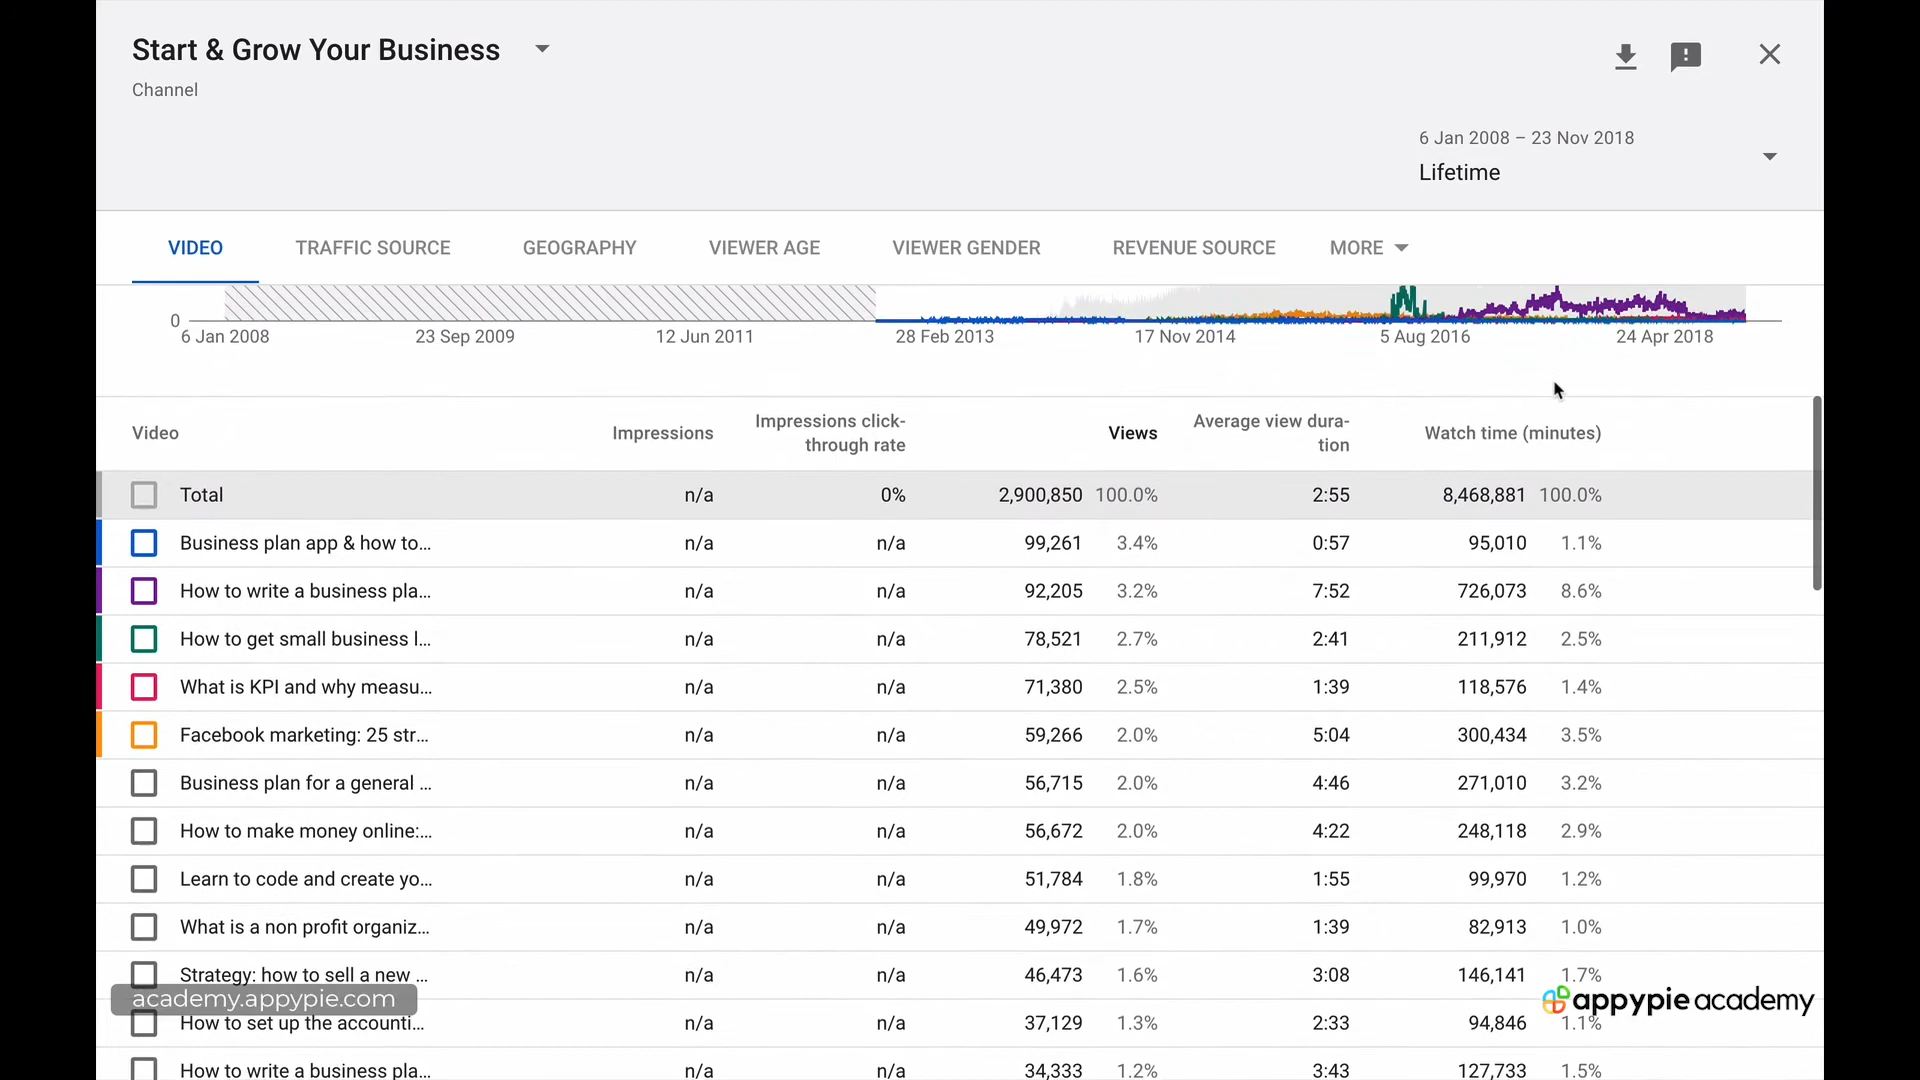 Start & Grow Your Business
Channel
6 Jan 2008 – 23 Nov 2018
Lifetime
VIDEO TRAFFIC SOURCE GEOGRAPHY VIEWER AGE VIEWER GENDER REVENUE SOURCE MORE
0
6 Jan 2008 23 Sep 2009 12 Jun 2011 28 Feb 2013 17 Nov 2014 5 Aug 2016 24 Apr 2018
Video Impressions Impressions click-
through rate Views Average view dura-
tion Watch time (minutes)
Total n/a 0% 2,900,850 100.0% 2:55 8,468,881 100.0%
Business plan app & how to... n/a n/a 99,261 3.4% 0:57 95,010 1.1%
How to write a business pla... n/a n/a 92,205 3.2% 7:52 726,073 8.6%
How to get small business l... n/a n/a 78,521 2.7% 2:41 211,912 2.5%
What is KPI and why measu... n/a n/a 71,380 2.5% 1:39 118,576 1.4%
Facebook marketing: 25 str... n/a n/a 59,266 2.0% 5:04 300,434 3.5%
Business plan for a general ... n/a n/a 56,715 2.0% 4:46 271,010 3.2%
How to make money online:... n/a n/a 56,672 2.0% 4:22 248,118 2.9%
Learn to code and create yo... n/a n/a 51,784 1.8% 1:55 99,970 1.2%
What is a non profit organiz... n/a n/a 49,972 1.7% 1:39 82,913 1.0%
Strategy: how to sell a new ... n/a n/a 46,473 1.6% 3:08 146,141 1.7%
academy.appypie.com
appypie academy
How to set up the accounti... n/a n/a 37,129 1.3% 2:33 94,846 1.1%
How to write a business pla... n/a n/a 34,333 1.2% 3:43 127,733 1.5%